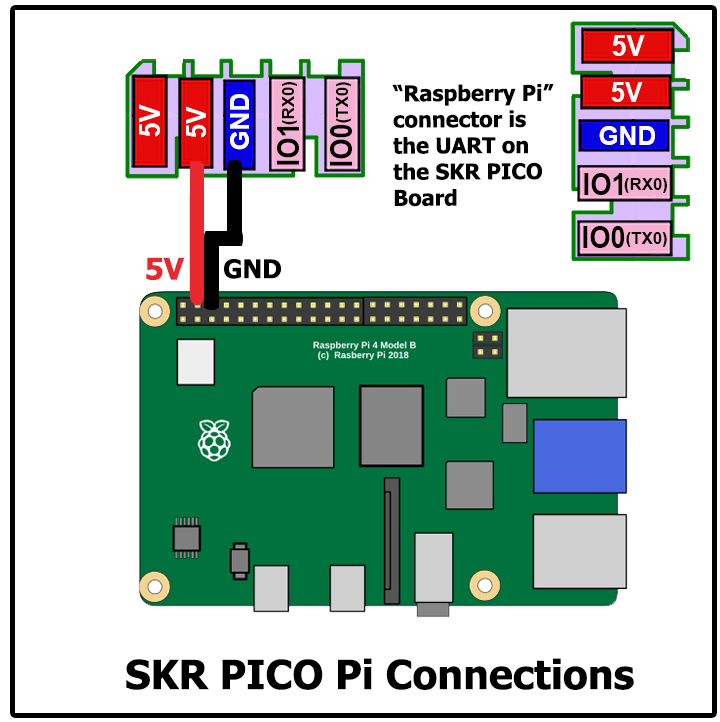 5V
5V
GND
IO1(RX0)
IO0(TX0)
“Raspberry Pi”
connector is
the UART on
the SKR PICO
Board
5V
5V
GND
IO1(RX0)
IO0(TX0)
5V
GND
Raspberry Pi 4 Model B
(c) Rasberry Pi 2018
SKR PICO Pi Connections